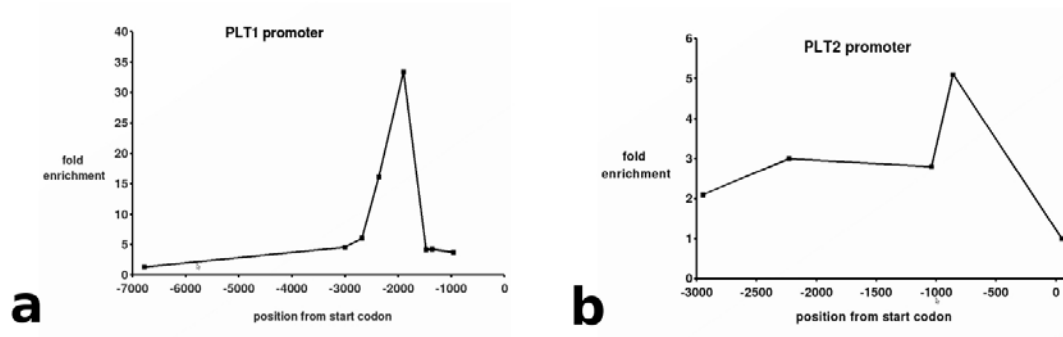 PLT1 promoter
40
35
30
25
20
15
10
5
0
fold
enrichment
-7000 -6000 -5000 -4000 -3000 -2000 -1000 0
position from start codon
a
PLT2 promoter
6
5
4
3
2
1
0
fold
enrichment
-3000 -2500 -2000 -1500 -1000 -500 0
position from start codon
b